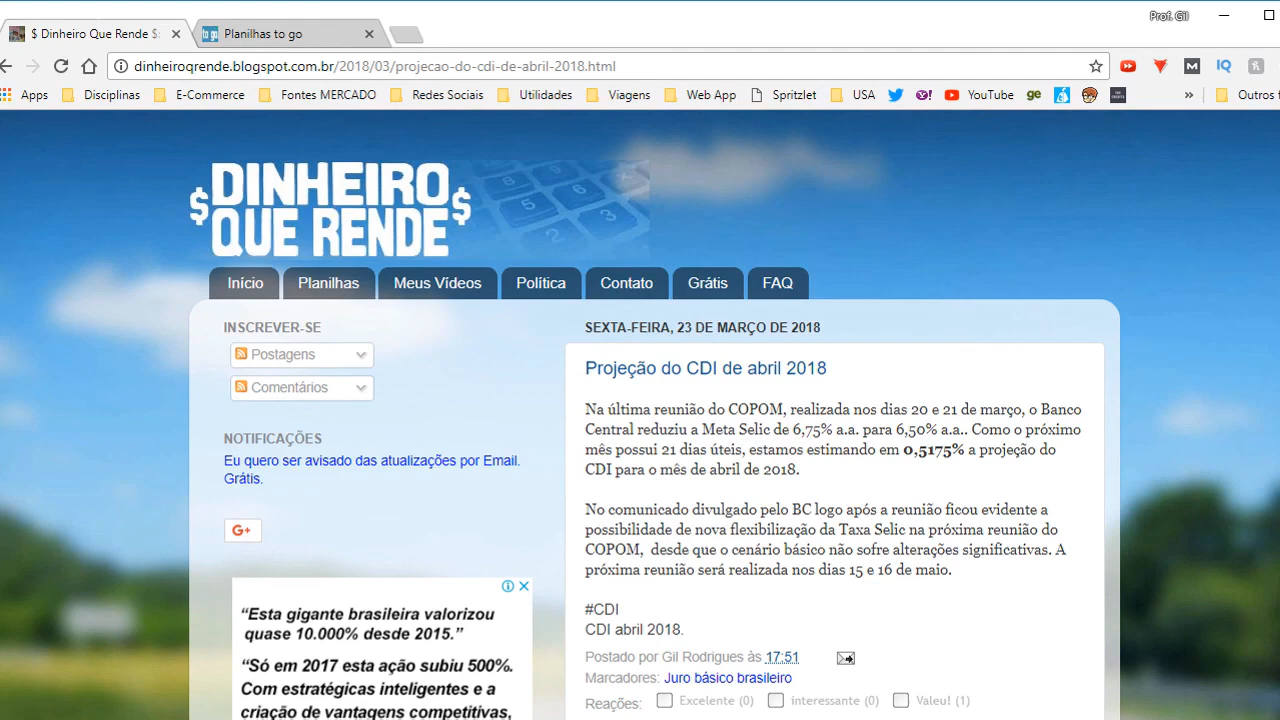 Prof. Gil
$ Dinheiro Que Rende $:
to go Planilhas to go
dinheiroqrende.blogspot.com.br/2018/03/projecao-do-cdi-de-abril-2018.html
Apps Disciplinas E-Commerce Fontes MERCADO Redes Sociais Utilidades Viagens Web App Spritzlet USA YouTube ge » Outros f
$DINHEIRO
QUE RENDE$
Início Planilhas Meus Vídeos Política Contato Grátis FAQ
INSCREVER-SE
Postagens
Comentários
NOTIFICAÇÕES
Eu quero ser avisado das atualizações por Email.
Grátis.
G+
“Esta gigante brasileira valorizou
quase 10.000% desde 2015.”
“Só em 2017 esta ação subiu 500%.
Com estratégicas inteligentes e a
criação de vantagens competitivas,
SEXTA-FEIRA, 23 DE MARÇO DE 2018
Projeção do CDI de abril 2018
Na última reunião do COPOM, realizada nos dias 20 e 21 de março, o Banco
Central reduziu a Meta Selic de 6,75% a.a. para 6,50% a.a.. Como o próximo
mês possui 21 dias úteis, estamos estimando em 0,5175% a projeção do
CDI para o mês de abril de 2018.
No comunicado divulgado pelo BC logo após a reunião ficou evidente a
possibilidade de nova flexibilização da Taxa Selic na próxima reunião do
COPOM, desde que o cenário básico não sofre alterações significativas. A
próxima reunião será realizada nos dias 15 e 16 de maio.
#CDI
CDI abril 2018.
Postado por Gil Rodrigues às 17:51
Marcadores: Juro básico brasileiro
Reações: Excelente (0) interessante (0) Valeu! (1)